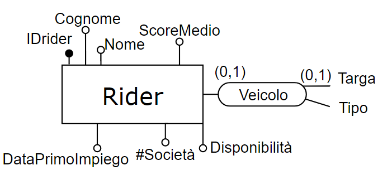 Cognome
IDrider
Nome
ScoreMedio
(0,1)
(0,1)
Targa
Rider
Veicolo
Tipo
DataPrimoImpiego
#Società
Disponibilità